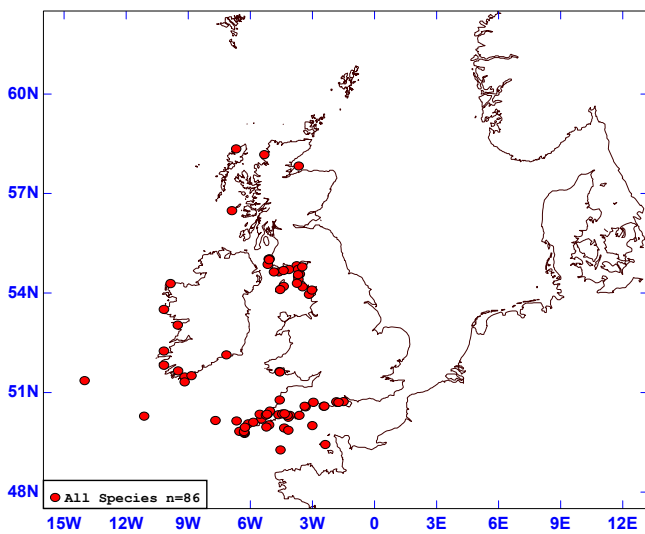 60N
57N
54N
51N
48N
All Species n=86
15W 12W 9W 6W 3W 0 3E 6E 9E 12E